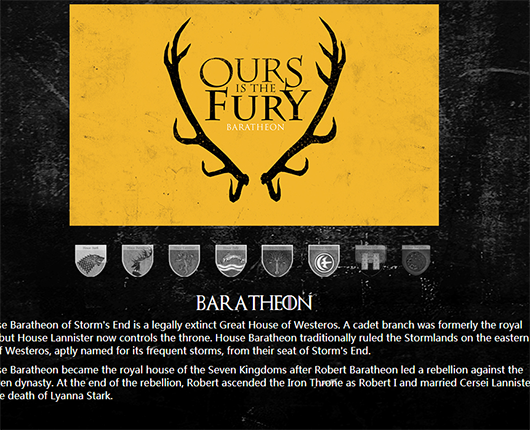 OURS
IS THE
FURY
BARATHEON
BARATHEON
se Baratheon of Storm's End is a legally extinct Great House of Westeros. A cadet branch was formerly the royal
but House Lannister now controls the throne. House Baratheon traditionally ruled the Stormlands on the eastern
of Westeros, aptly named for its frequent storms, from their seat of Storm's End.
se Baratheon became the royal house of the Seven Kingdoms after Robert Baratheon led a rebellion against the
en dynasty. At the end of the rebellion, Robert ascended the Iron Throne as Robert I and married Cersei Lanniste
e death of Lyanna Stark.